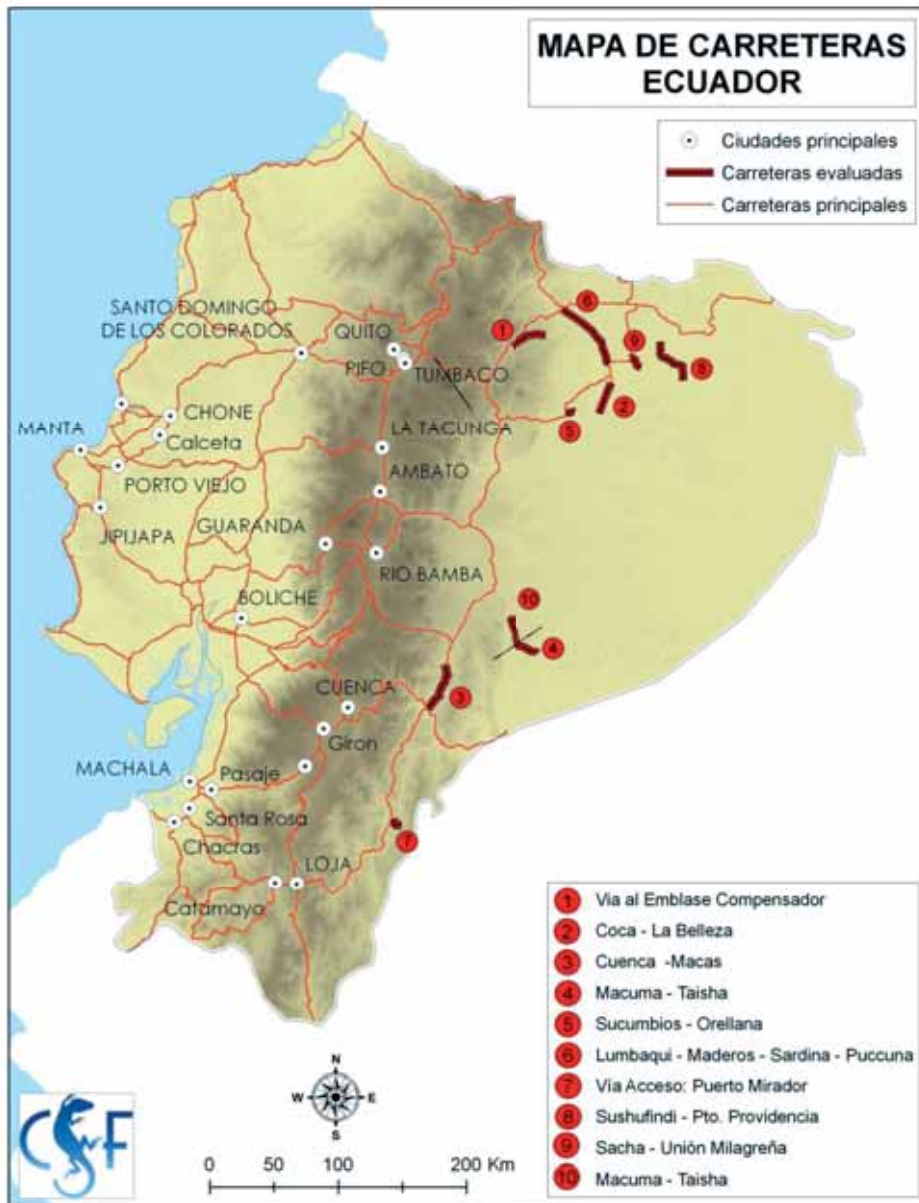 MAPA DE CARRETERAS
ECUADOR
Ciudades principales
Carreteras evaluadas
Carreteras principales
SANTO DOMINGO
DE LOS COLORADOS
QUITO
PIFO
TUMBACO
1
6
9
8
2
5
CHONE
MANTA
Calceta
LA TACUNGA
PORTO VIEJO
AMBATO
JIPIJAPA
GUARANDA
RIO BAMBA
BOLICHE
10
4
CUENCA
3
Giron
MACHALA
Pasaje
Santa Rosa
Chacras
7
LOJA
Catamayo
1 Via al Emblase Compensador
2 Coca - La Belleza
3 Cuenca -Macas
4 Macuma - Taisha
5 Sucumbios - Orellana
6 Lumbaqui - Maderos - Sardina - Puccuna
7 Vía Acceso: Puerto Mirador
8 Sushufindi - Pto. Providencia
9 Sacha - Unión Milagreña
10 Macuma - Taisha
N
W E
S
CSF
0 50 100 200 Km